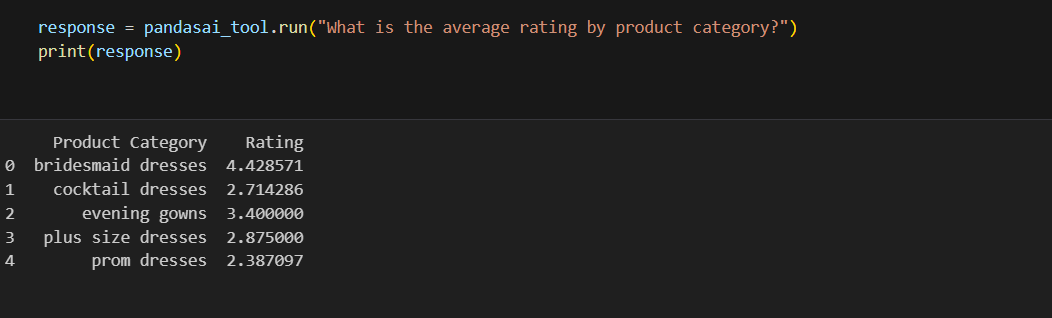 response = pandasai_tool.run("What is the average rating by product category?")
print(response)
Product Category Rating
0 bridesmaid dresses 4.428571
1 cocktail dresses 2.714286
2 evening gowns 3.400000
3 plus size dresses 2.875000
4 prom dresses 2.387097